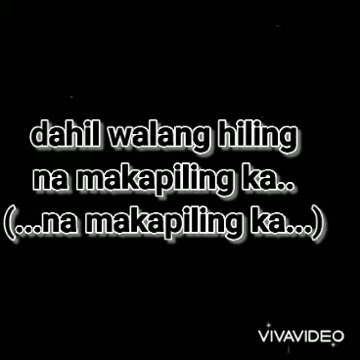 dahil walang hiling
na makapiling ka..
(...na makapiling ka...)
VIVAVIDEO